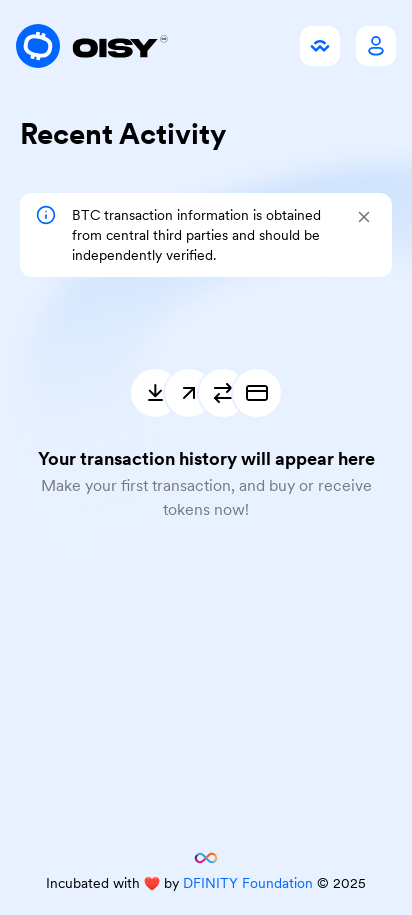 OISY
Recent Activity
BTC transaction information is obtained
from central third parties and should be
independently verified.
Your transaction history will appear here
Make your first transaction, and buy or receive
tokens now!
Incubated with ❤️ by DFINITY Foundation © 2025